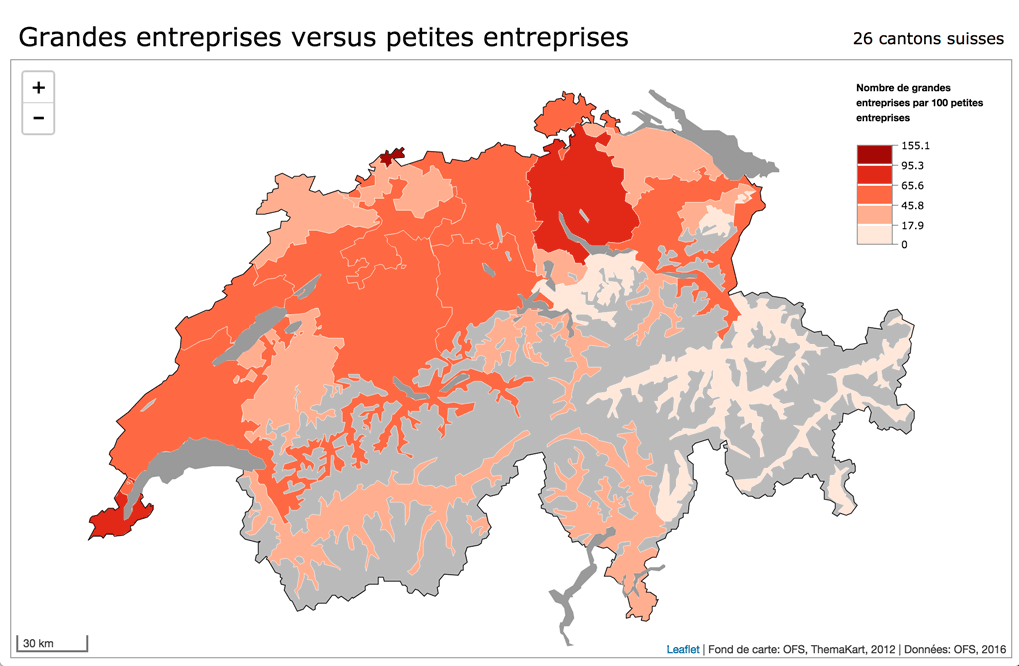 Grandes entreprises versus petites entreprises
26 cantons suisses
+
−
Nombre de grandes
entreprises par 100 petites
entreprises
155.1
95.3
65.6
45.8
17.9
0
30 km
Leaflet | Fond de carte: OFS, ThemaKart, 2012 | Données: OFS, 2016